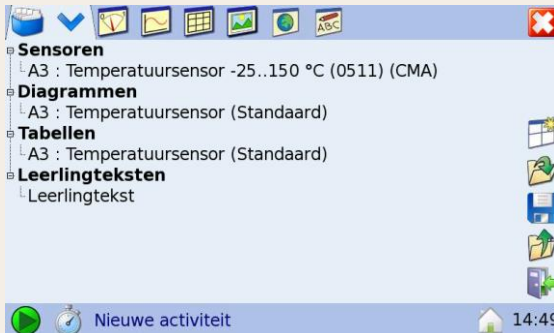 ABC
Sensoren
A3 : Temperatuursensor -25..150 °C (0511) (CMA)
Diagrammen
A3 : Temperatuursensor (Standaard)
Tabellen
A3 : Temperatuursensor (Standaard)
Leerlingteksten
Leerlingtekst
Nieuwe activiteit
14:49